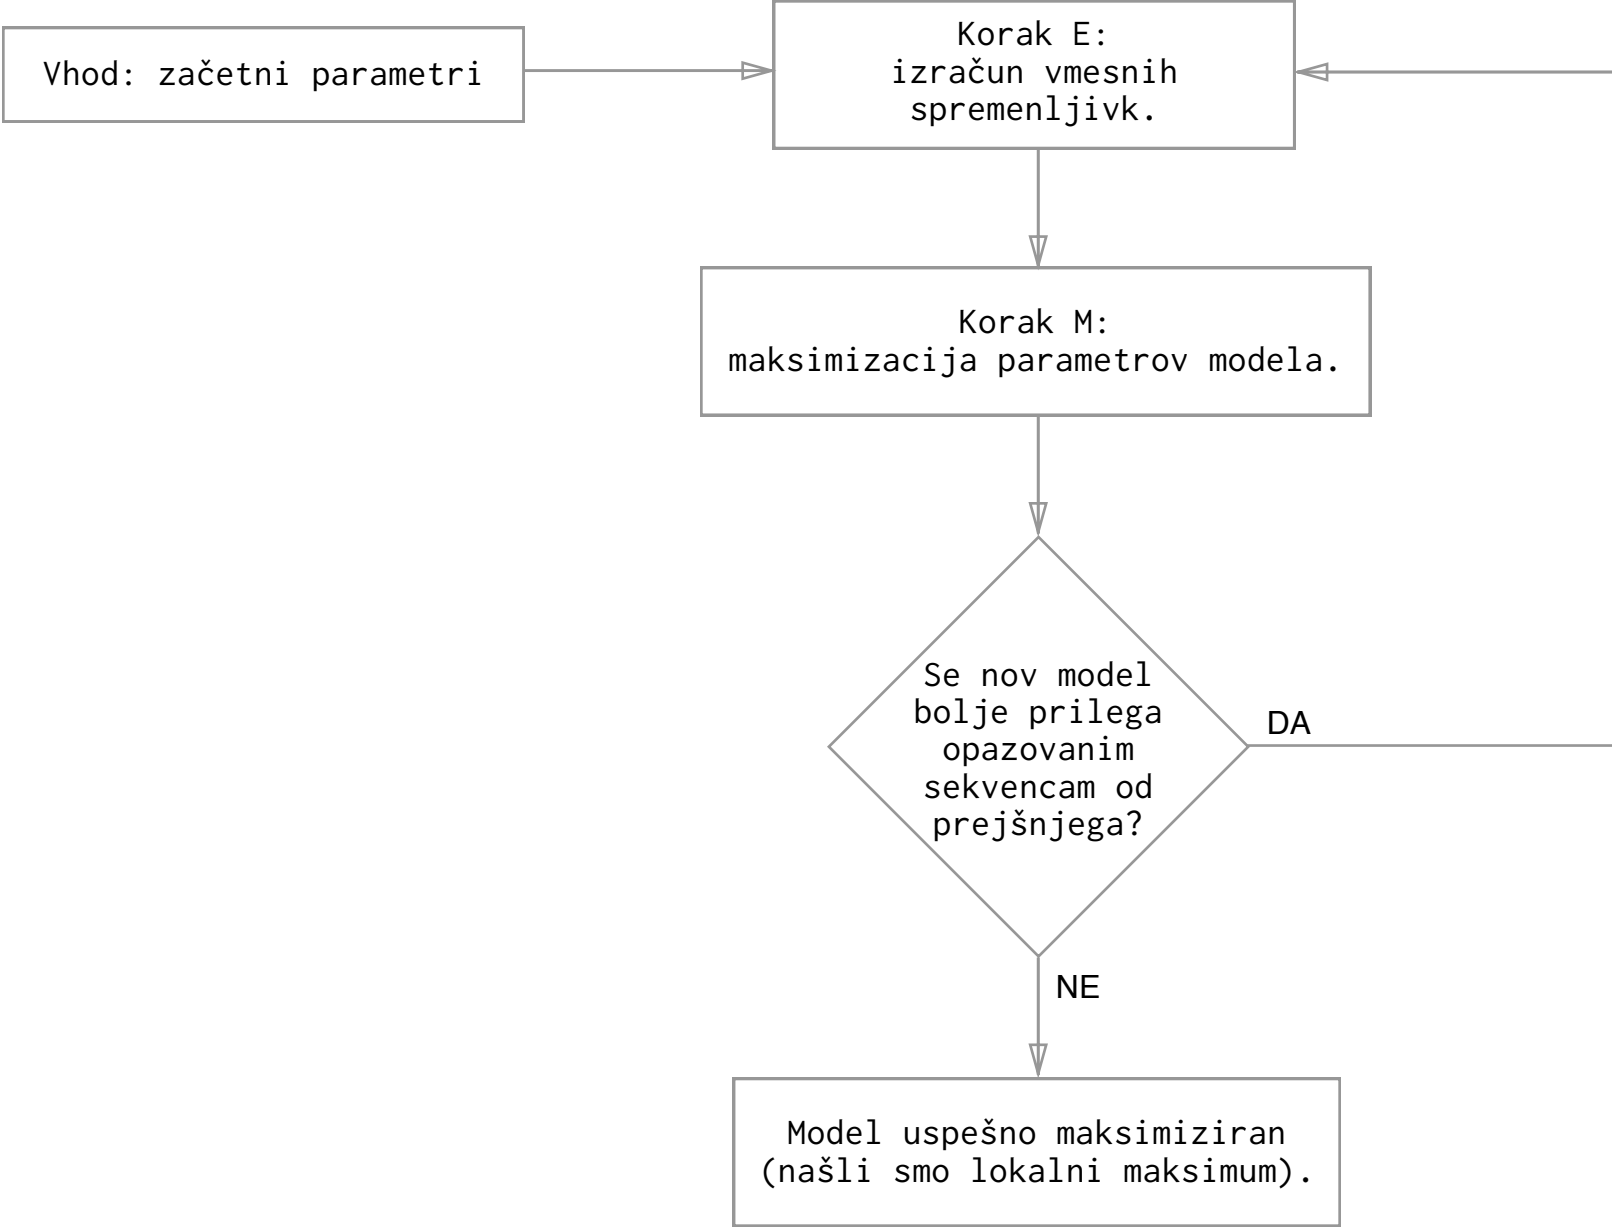 Vhod: začetni parametri
Korak E:
izračun vmesnih
spremenljivk.
Korak M:
maksimizacija parametrov modela.
Se nov model
bolje prilega
opazovanim
sekvencam od
prejšnjega?
DA
NE
Model uspešno maksimiziran
(našli smo lokalni maksimum).